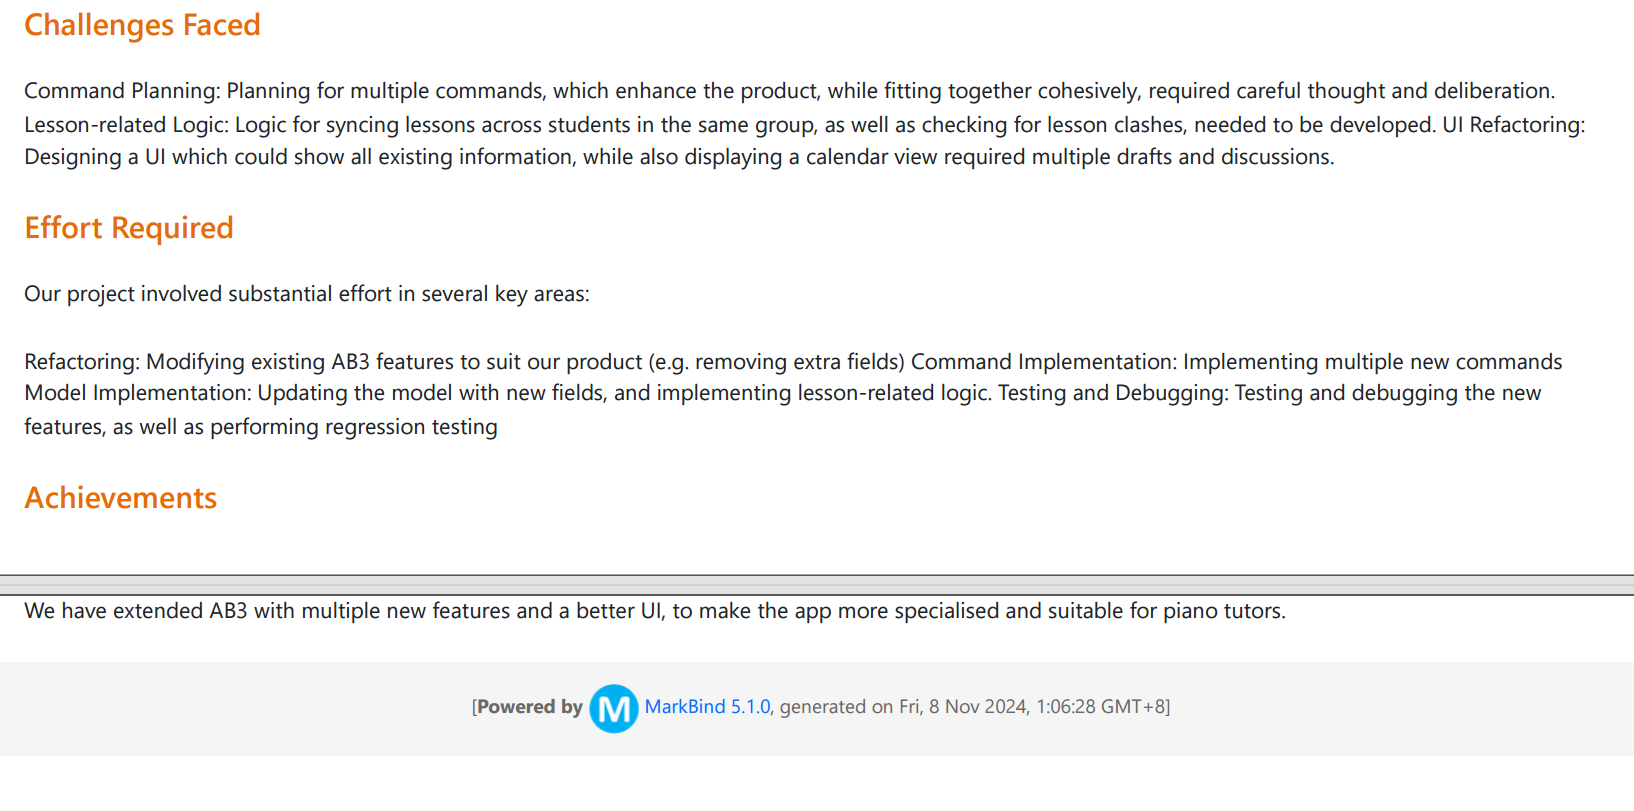 Challenges Faced
Command Planning: Planning for multiple commands, which enhance the product, while fitting together cohesively, required careful thought and deliberation.
Lesson-related Logic: Logic for syncing lessons across students in the same group, as well as checking for lesson clashes, needed to be developed. UI Refactoring:
Designing a UI which could show all existing information, while also displaying a calendar view required multiple drafts and discussions.
Effort Required
Our project involved substantial effort in several key areas:
Refactoring: Modifying existing AB3 features to suit our product (e.g. removing extra fields) Command Implementation: Implementing multiple new commands
Model Implementation: Updating the model with new fields, and implementing lesson-related logic. Testing and Debugging: Testing and debugging the new
features, as well as performing regression testing
Achievements
We have extended AB3 with multiple new features and a better UI, to make the app more specialised and suitable for piano tutors.
[Powered by M MarkBind 5.1.0, generated on Fri, 8 Nov 2024, 1:06:28 GMT+8]